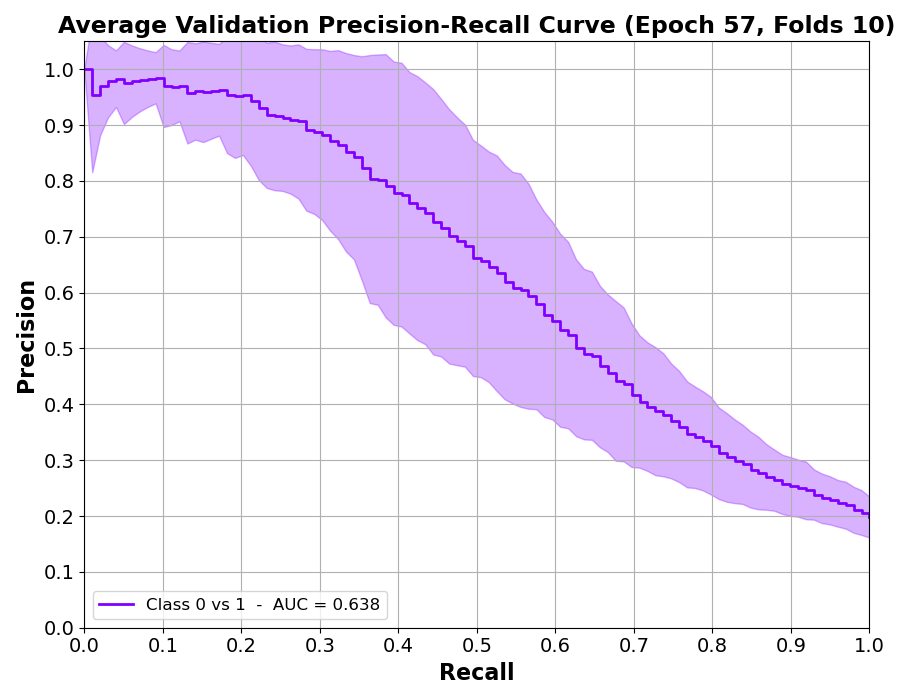 Average Validation Precision-Recall Curve (Epoch 57, Folds 10)
1.0
0.9
0.8
0.7
0.6
0.5
0.4
0.3
0.2
0.1
0.0
Precision
Class 0 vs 1 - AUC = 0.638
0.0 0.1 0.2 0.3 0.4 0.5 0.6 0.7 0.8 0.9 1.0
Recall